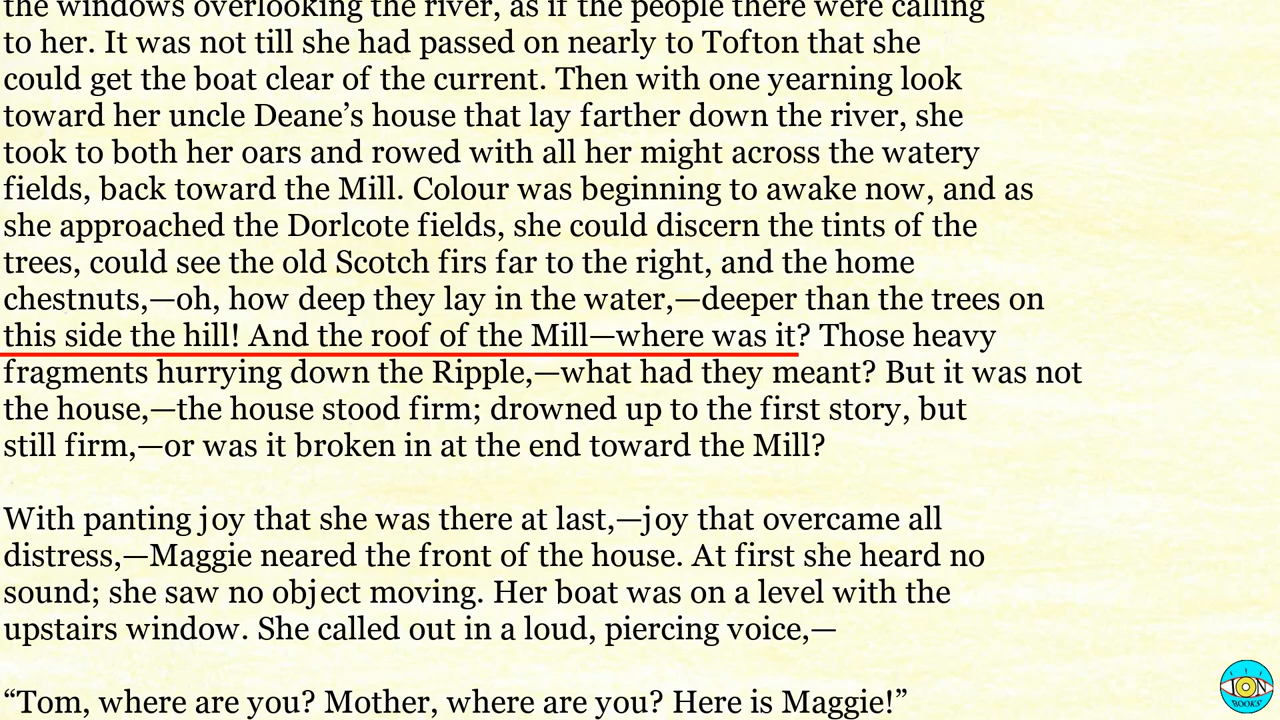 the windows overlooking the river, as if the people there were calling
to her. It was not till she had passed on nearly to Tofton that she
could get the boat clear of the current. Then with one yearning look
toward her uncle Deane’s house that lay farther down the river, she
took to both her oars and rowed with all her might across the watery
fields, back toward the Mill. Colour was beginning to awake now, and as
she approached the Dorlcote fields, she could discern the tints of the
trees, could see the old Scotch firs far to the right, and the home
chestnuts,—oh, how deep they lay in the water,—deeper than the trees on
this side the hill! And the roof of the Mill—where was it? Those heavy
fragments hurrying down the Ripple,—what had they meant? But it was not
the house,—the house stood firm; drowned up to the first story, but
still firm,—or was it broken in at the end toward the Mill?
With panting joy that she was there at last,—joy that overcame all
distress,—Maggie neared the front of the house. At first she heard no
sound; she saw no object moving. Her boat was on a level with the
upstairs window. She called out in a loud, piercing voice,—
“Tom, where are you? Mother, where are you? Here is Maggie!”
ION
BOOKS